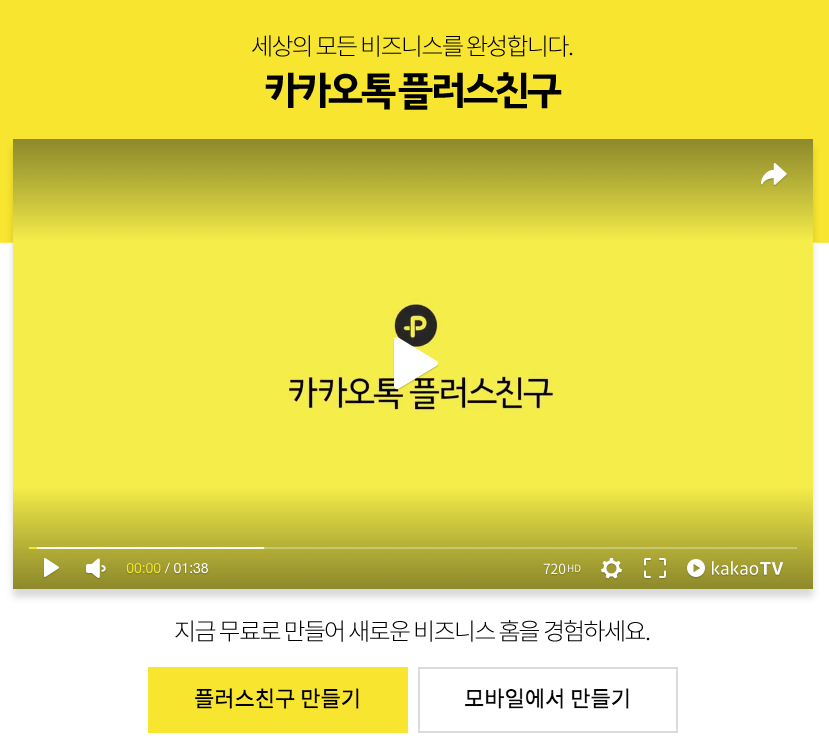 세상의 모든 비즈니스를 완성합니다.
카카오톡 플러스친구
P
카카오톡 플러스친구
00:00 / 01:38 720HD kakaoTV
지금 무료로 만들어 새로운 비즈니스 홈을 경험하세요.
플러스친구 만들기 모바일에서 만들기